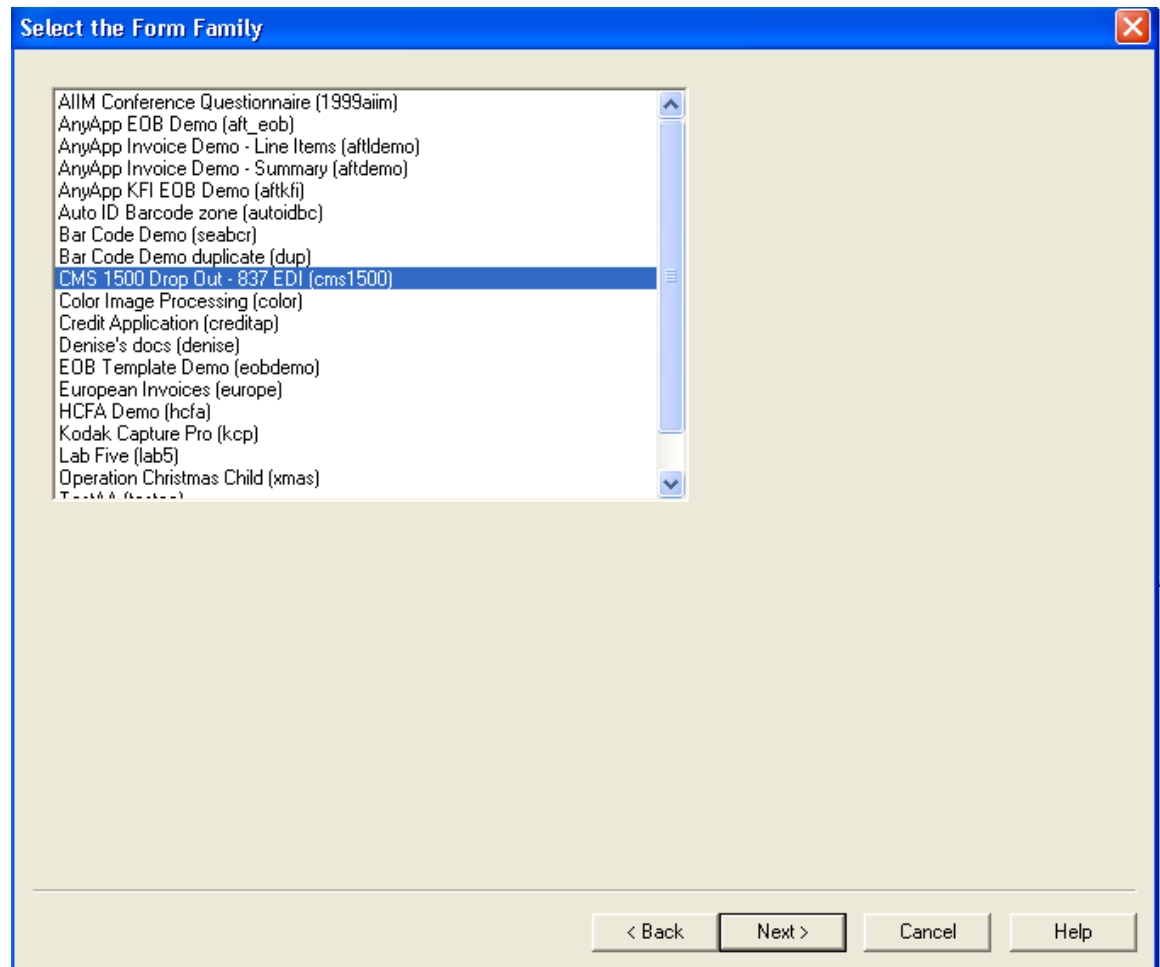 Select the Form Family
AIIM Conference Questionnaire (1999aiim)
AnyApp EOB Demo (aft_eob)
AnyApp Invoice Demo - Line Items (aftldemo)
AnyApp Invoice Demo - Summary (aftdemo)
AnyApp KFI EOB Demo (aftkfi)
Auto ID Barcode zone (autoidbc)
Bar Code Demo (seabcr)
Bar Code Demo duplicate (dup)
CMS 1500 Drop Out - 837 EDI (cms1500)
Color Image Processing (color)
Credit Application (creditap)
Denise's docs (denise)
EOB Template Demo (eobdemo)
European Invoices (europe)
HCFA Demo (hcfa)
Kodak Capture Pro (kcp)
Lab Five (lab5)
Operation Christmas Child (xmas)
< Back Next > Cancel Help